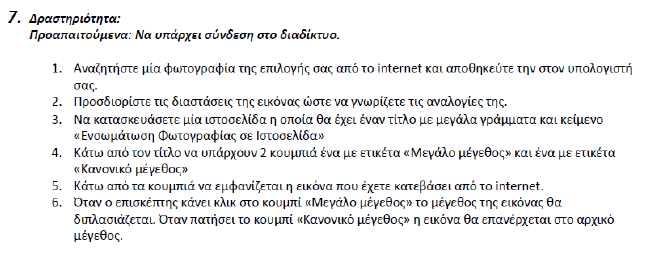 7. Δραστηριότητα:
Προαπαιτούμενα: Να υπάρχει σύνδεση στο διαδίκτυο.
1. Αναζητήστε μία φωτογραφία της επιλογής σας από το internet και αποθηκεύτε την στον υπολογιστή
σας.
2. Προσδιορίστε τις διαστάσεις της εικόνας ώστε να γνωρίζετε τις αναλογίες της.
3. Να κατασκευάσετε μία ιστοσελίδα η οποία θα έχει έναν τίτλο με μεγάλα γράμματα και κείμενο
«Ενσωμάτωση Φωτογραφίας σε Ιστοσελίδα»
4. Κάτω από τον τίτλο να υπάρχουν 2 κουμπιά ένα με ετικέτα «Μεγάλο μέγεθος» και ένα με ετικέτα
«Κανονικό μέγεθος»
5. Κάτω από τα κουμπιά να εμφανίζεται η εικόνα που έχετε κατεβάσει από το internet.
6. Όταν ο επισκέπτης κάνει κλικ στο κουμπί «Μεγάλο μέγεθος» το μέγεθος της εικόνας θα
διπλασιάζεται. Όταν πατήσει το κουμπί «Κανονικό μέγεθος» η εικόνα θα επανέρχεται στο αρχικό
μέγεθος.